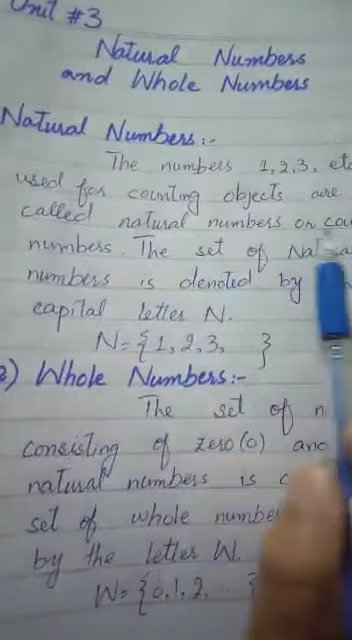 Unit #3
Natural Numbers
and Whole Numbers
Natural Numbers:-
The numbers 1,2,3, etc
used for counting objects are
called natural numbers or
numbers. The set of
numbers is denoted by
capital letter N.
N={1, 2, 3,    }
2) Whole Numbers:-
The set of
consisting of zero(0) and
natural numbers is
set of whole
by the letter W.
W={0,1,2, ... }